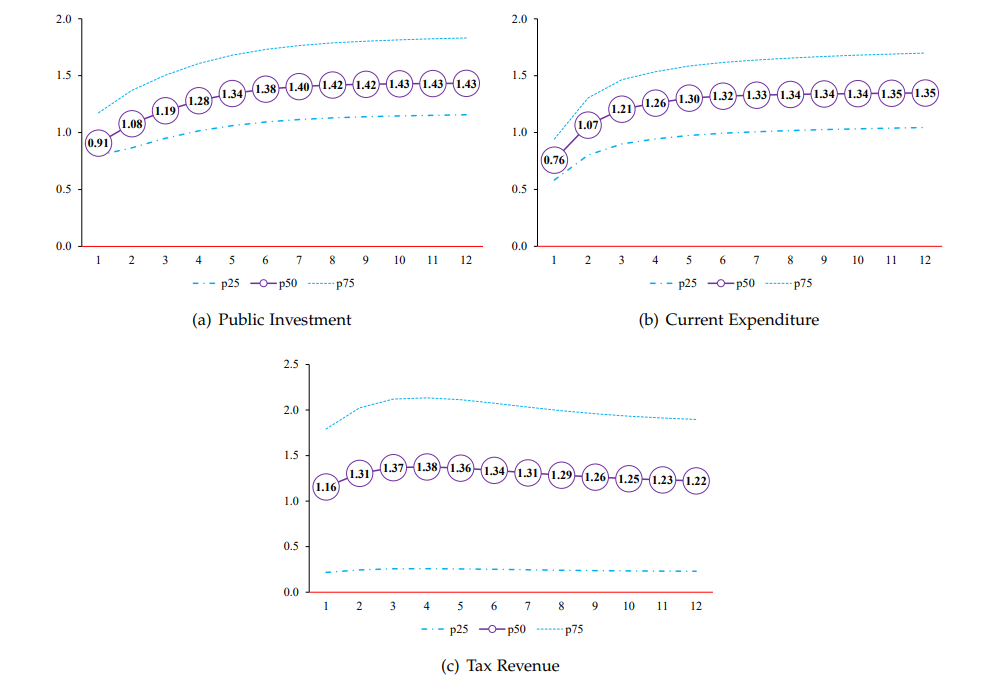 2.0
1.5
1.0
0.5
0.0
0.91 1.08 1.19 1.28 1.34 1.38 1.40 1.42 1.42 1.43 1.43 1.43
1 2 3 4 5 6 7 8 9 10 11 12
p25 p50 p75
(a) Public Investment
2.0
1.5
1.0
0.5
0.0
0.76 1.07 1.21 1.26 1.30 1.32 1.33 1.34 1.34 1.34 1.35 1.35
1 2 3 4 5 6 7 8 9 10 11 12
p25 p50 p75
(b) Current Expenditure
2.5
2.0
1.5
1.0
0.5
0.0
1.16 1.31 1.37 1.38 1.36 1.34 1.31 1.29 1.26 1.25 1.23 1.22
1 2 3 4 5 6 7 8 9 10 11 12
p25 p50 p75
(c) Tax Revenue